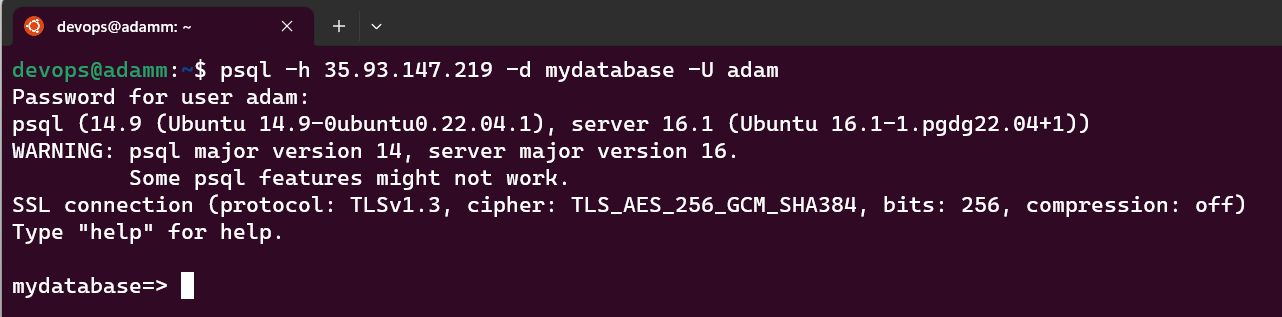 devops@adamm: ~
devops@adamm:~$ psql -h 35.93.147.219 -d mydatabase -U adam
Password for user adam:
psql (14.9 (Ubuntu 14.9-0ubuntu0.22.04.1), server 16.1 (Ubuntu 16.1-1.pgdg22.04+1))
WARNING: psql major version 14, server major version 16.
         Some psql features might not work.
SSL connection (protocol: TLSv1.3, cipher: TLS_AES_256_GCM_SHA384, bits: 256, compression: off)
Type "help" for help.
mydatabase=>